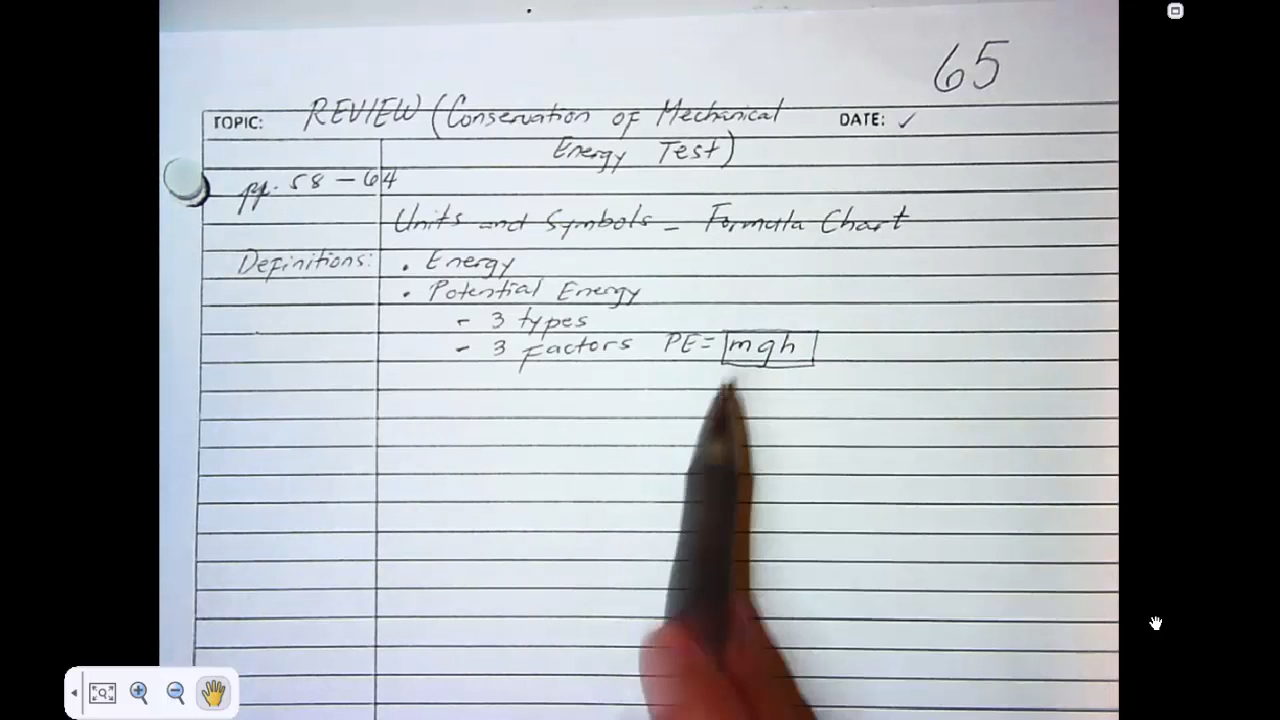 65
TOPIC: REVIEW (Conservation of Mechanical DATE: ✓
Energy Test)
pp. 58 - 64
Units and Symbols - Formula Chart
Definitions: • Energy
• Potential Energy
- 3 types
- 3 Factors PE = mgh